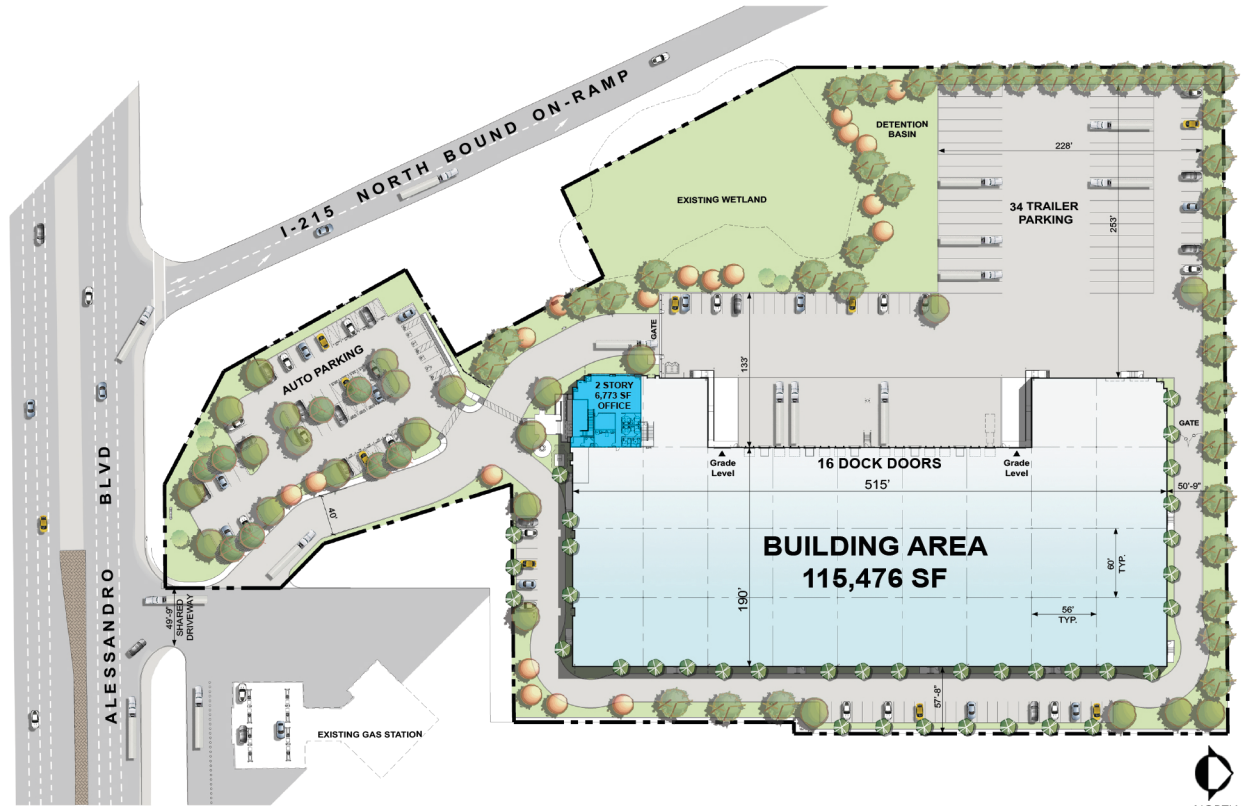 I-215 NORTH BOUND ON-RAMP
DETENTION
BASIN
228'
EXISTING WETLAND
34 TRAILER
PARKING
253'
GATE
AUTO PARKING
133'
2 STORY
6,773 SF
OFFICE
GATE
Grade
Level
16 DOCK DOORS
Grade
Level
515'
50'-9"
40'
BUILDING AREA
115,476 SF
190'
60'
TYP.
56'
TYP.
ALESSANDRO BLVD
49'-9"
SHARED
DRIVEWAY
57'-8"
EXISTING GAS STATION